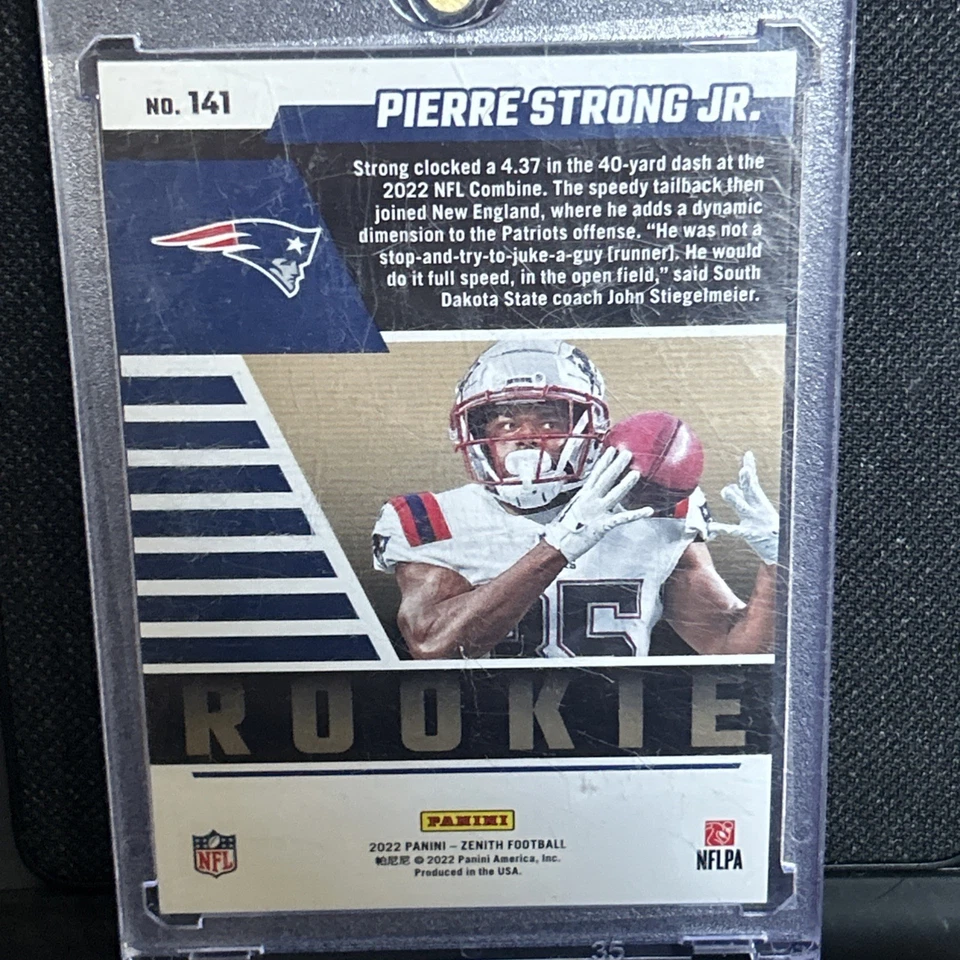 NO. 141
PIERRE STRONG JR.
Strong clocked a 4.37 in the 40-yard dash at the
2022 NFL Combine. The speedy tailback then
joined New England, where he adds a dynamic
dimension to the Patriots offense. “He was not a
stop-and-try-to-juke-a-guy [runner]. He would
do it full speed, in the open field,” said South
Dakota State coach John Stiegelmeier.
35
ROOKIE
PANINI
2022 PANINI – ZENITH FOOTBALL
帕尼尼 © 2022 Panini America, Inc.
Produced in the USA.
NFL
NFLPA
35